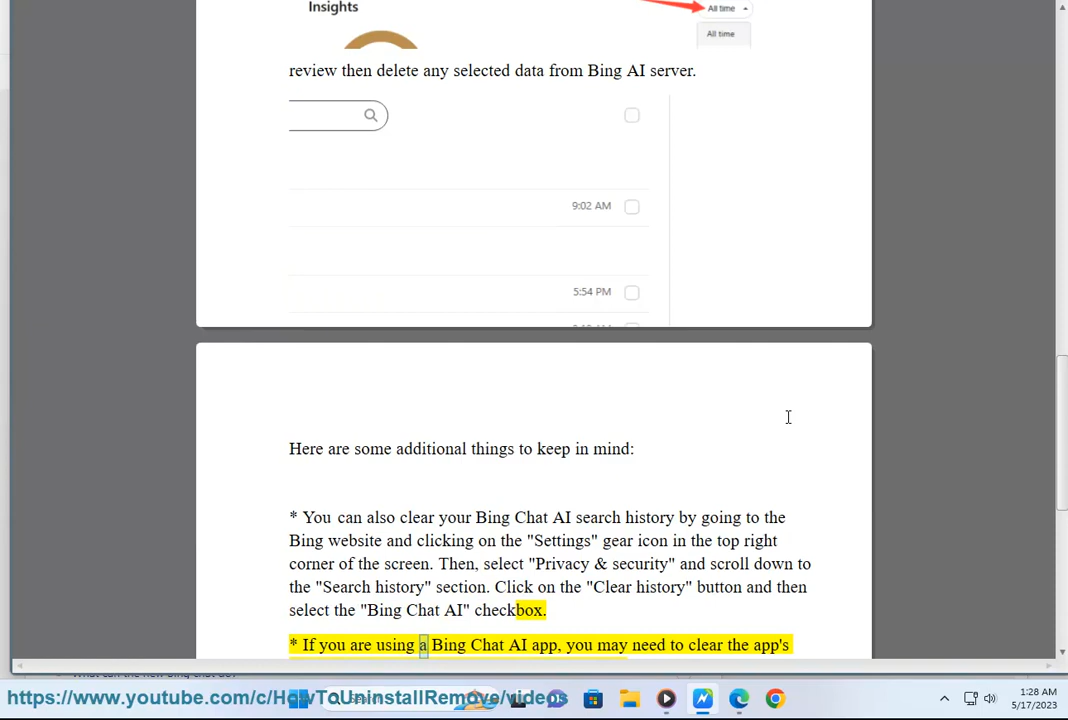 Insights
All time
All time
review then delete any selected data from Bing AI server.
9:02 AM
5:54 PM
Here are some additional things to keep in mind:
* You can also clear your Bing Chat AI search history by going to the
Bing website and clicking on the "Settings" gear icon in the top right
corner of the screen. Then, select "Privacy & security" and scroll down to
the "Search history" section. Click on the "Clear history" button and then
select the "Bing Chat AI" checkbox.
* If you are using a Bing Chat AI app, you may need to clear the app's
https://www.youtube.com/c/HowToUninstallRemove/videos
1:28 AM
5/17/2023